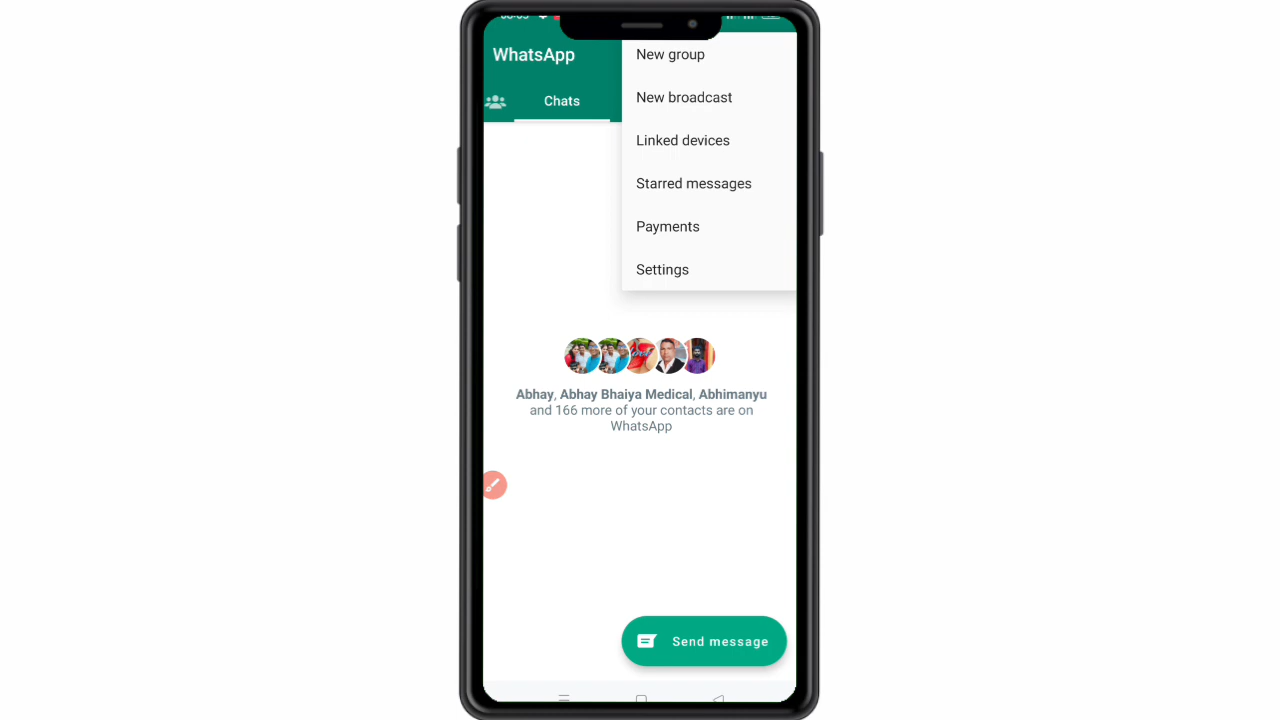 WhatsApp
Chats
New group
New broadcast
Linked devices
Starred messages
Payments
Settings
Abhay, Abhay Bhaiya Medical, Abhimanyu
and 166 more of your contacts are on
WhatsApp
Send message